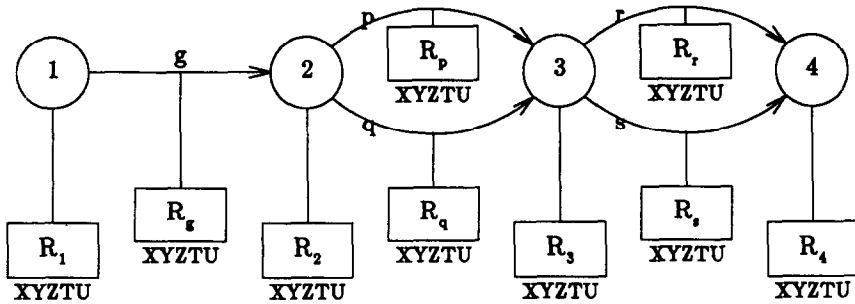 p
r
g
1
2
3
4
R_p
R_r
XYZTU
XYZTU
q
s
R_g
R_q
R_s
XYZTU
XYZTU
XYZTU
R_1
R_2
R_3
R_4
XYZTU
XYZTU
XYZTU
XYZTU